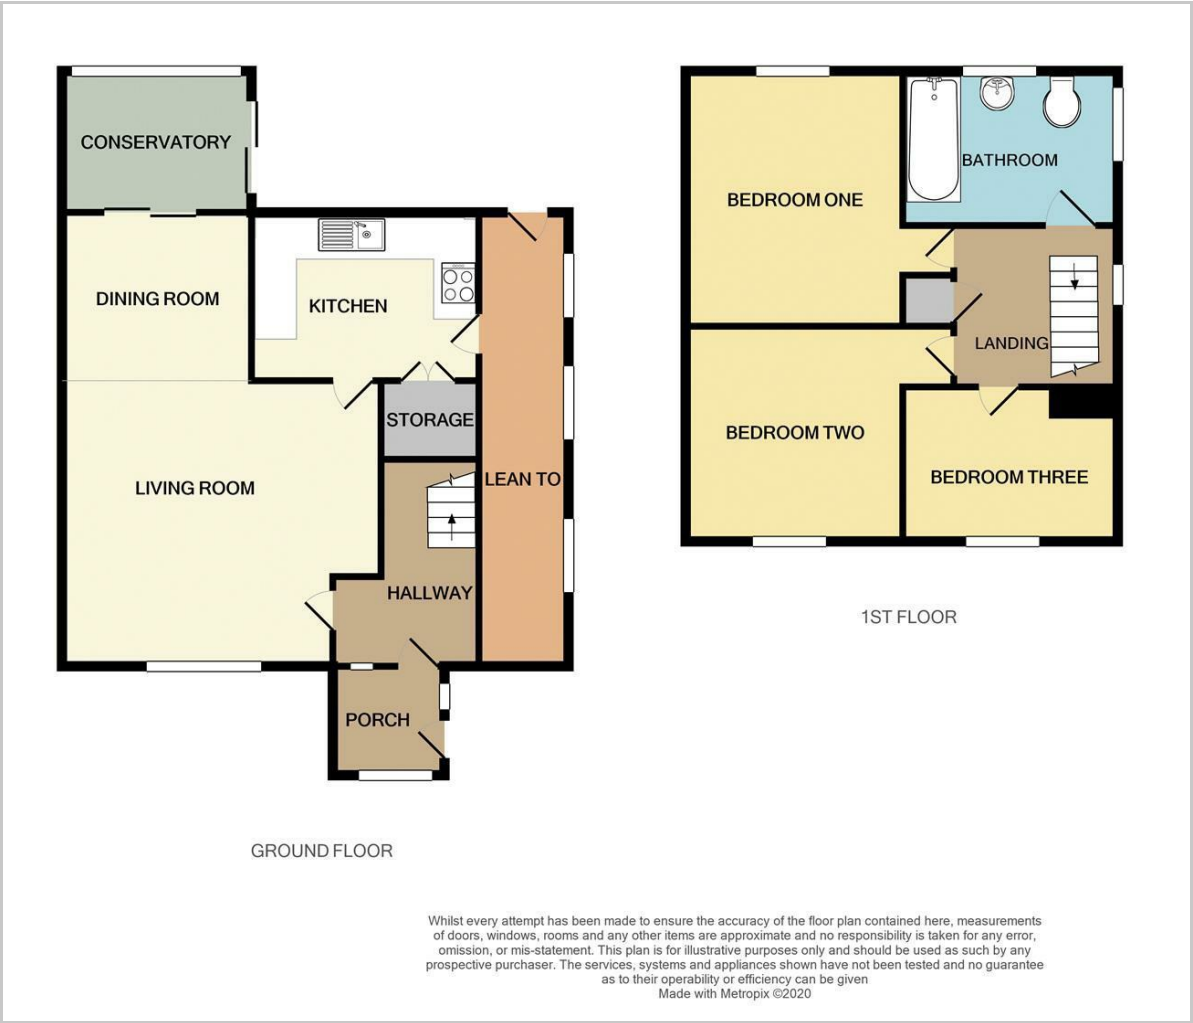 CONSERVATORY
DINING ROOM
KITCHEN
STORAGE
LIVING ROOM
LEAN TO
HALLWAY
PORCH
GROUND FLOOR
BEDROOM ONE
BATHROOM
LANDING
BEDROOM TWO
BEDROOM THREE
1ST FLOOR
Whilst every attempt has been made to ensure the accuracy of the floor plan contained here, measurements
of doors, windows, rooms and any other items are approximate and no responsibility is taken for any error,
omission, or mis-statement. This plan is for illustrative purposes only and should be used as such by any
prospective purchaser. The services, systems and appliances shown have not been tested and no guarantee
as to their operability or efficiency can be given
Made with Metropix ©2020